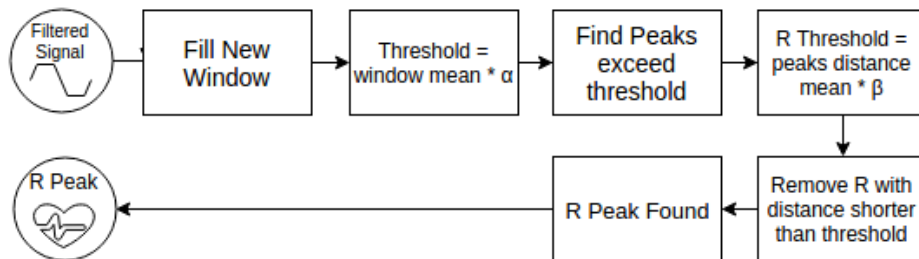 Filtered
Signal
Fill New
Window
Threshold =
window mean * α
Find Peaks
exceed
threshold
R Threshold =
peaks distance
mean * β
R Peak
R Peak Found
Remove R with
distance shorter
than threshold